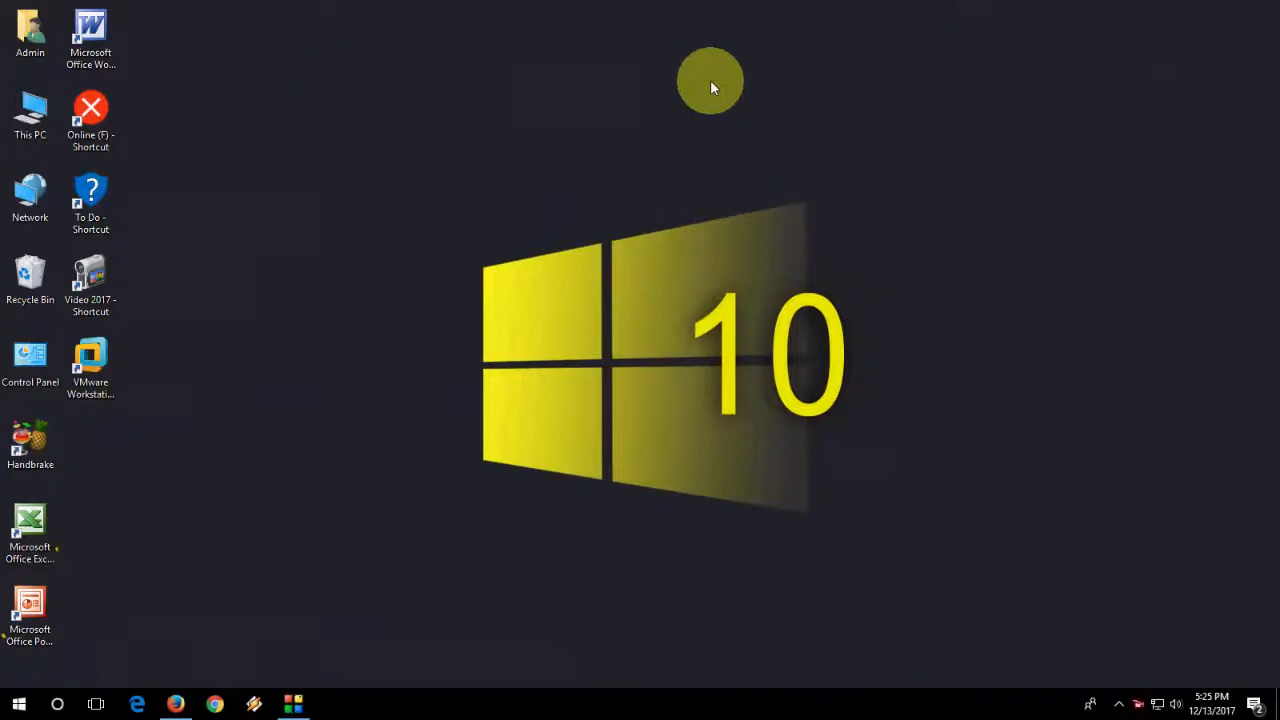 Admin
Microsoft
Office Wo...
This PC
Online (F) -
Shortcut
Network
To Do -
Shortcut
Recycle Bin
Video 2017 -
Shortcut
Control Panel
VMware
Workstati...
Handbrake
Microsoft
Office Exc...
Microsoft
Office Po...
10
5:25 PM
12/13/2017
2